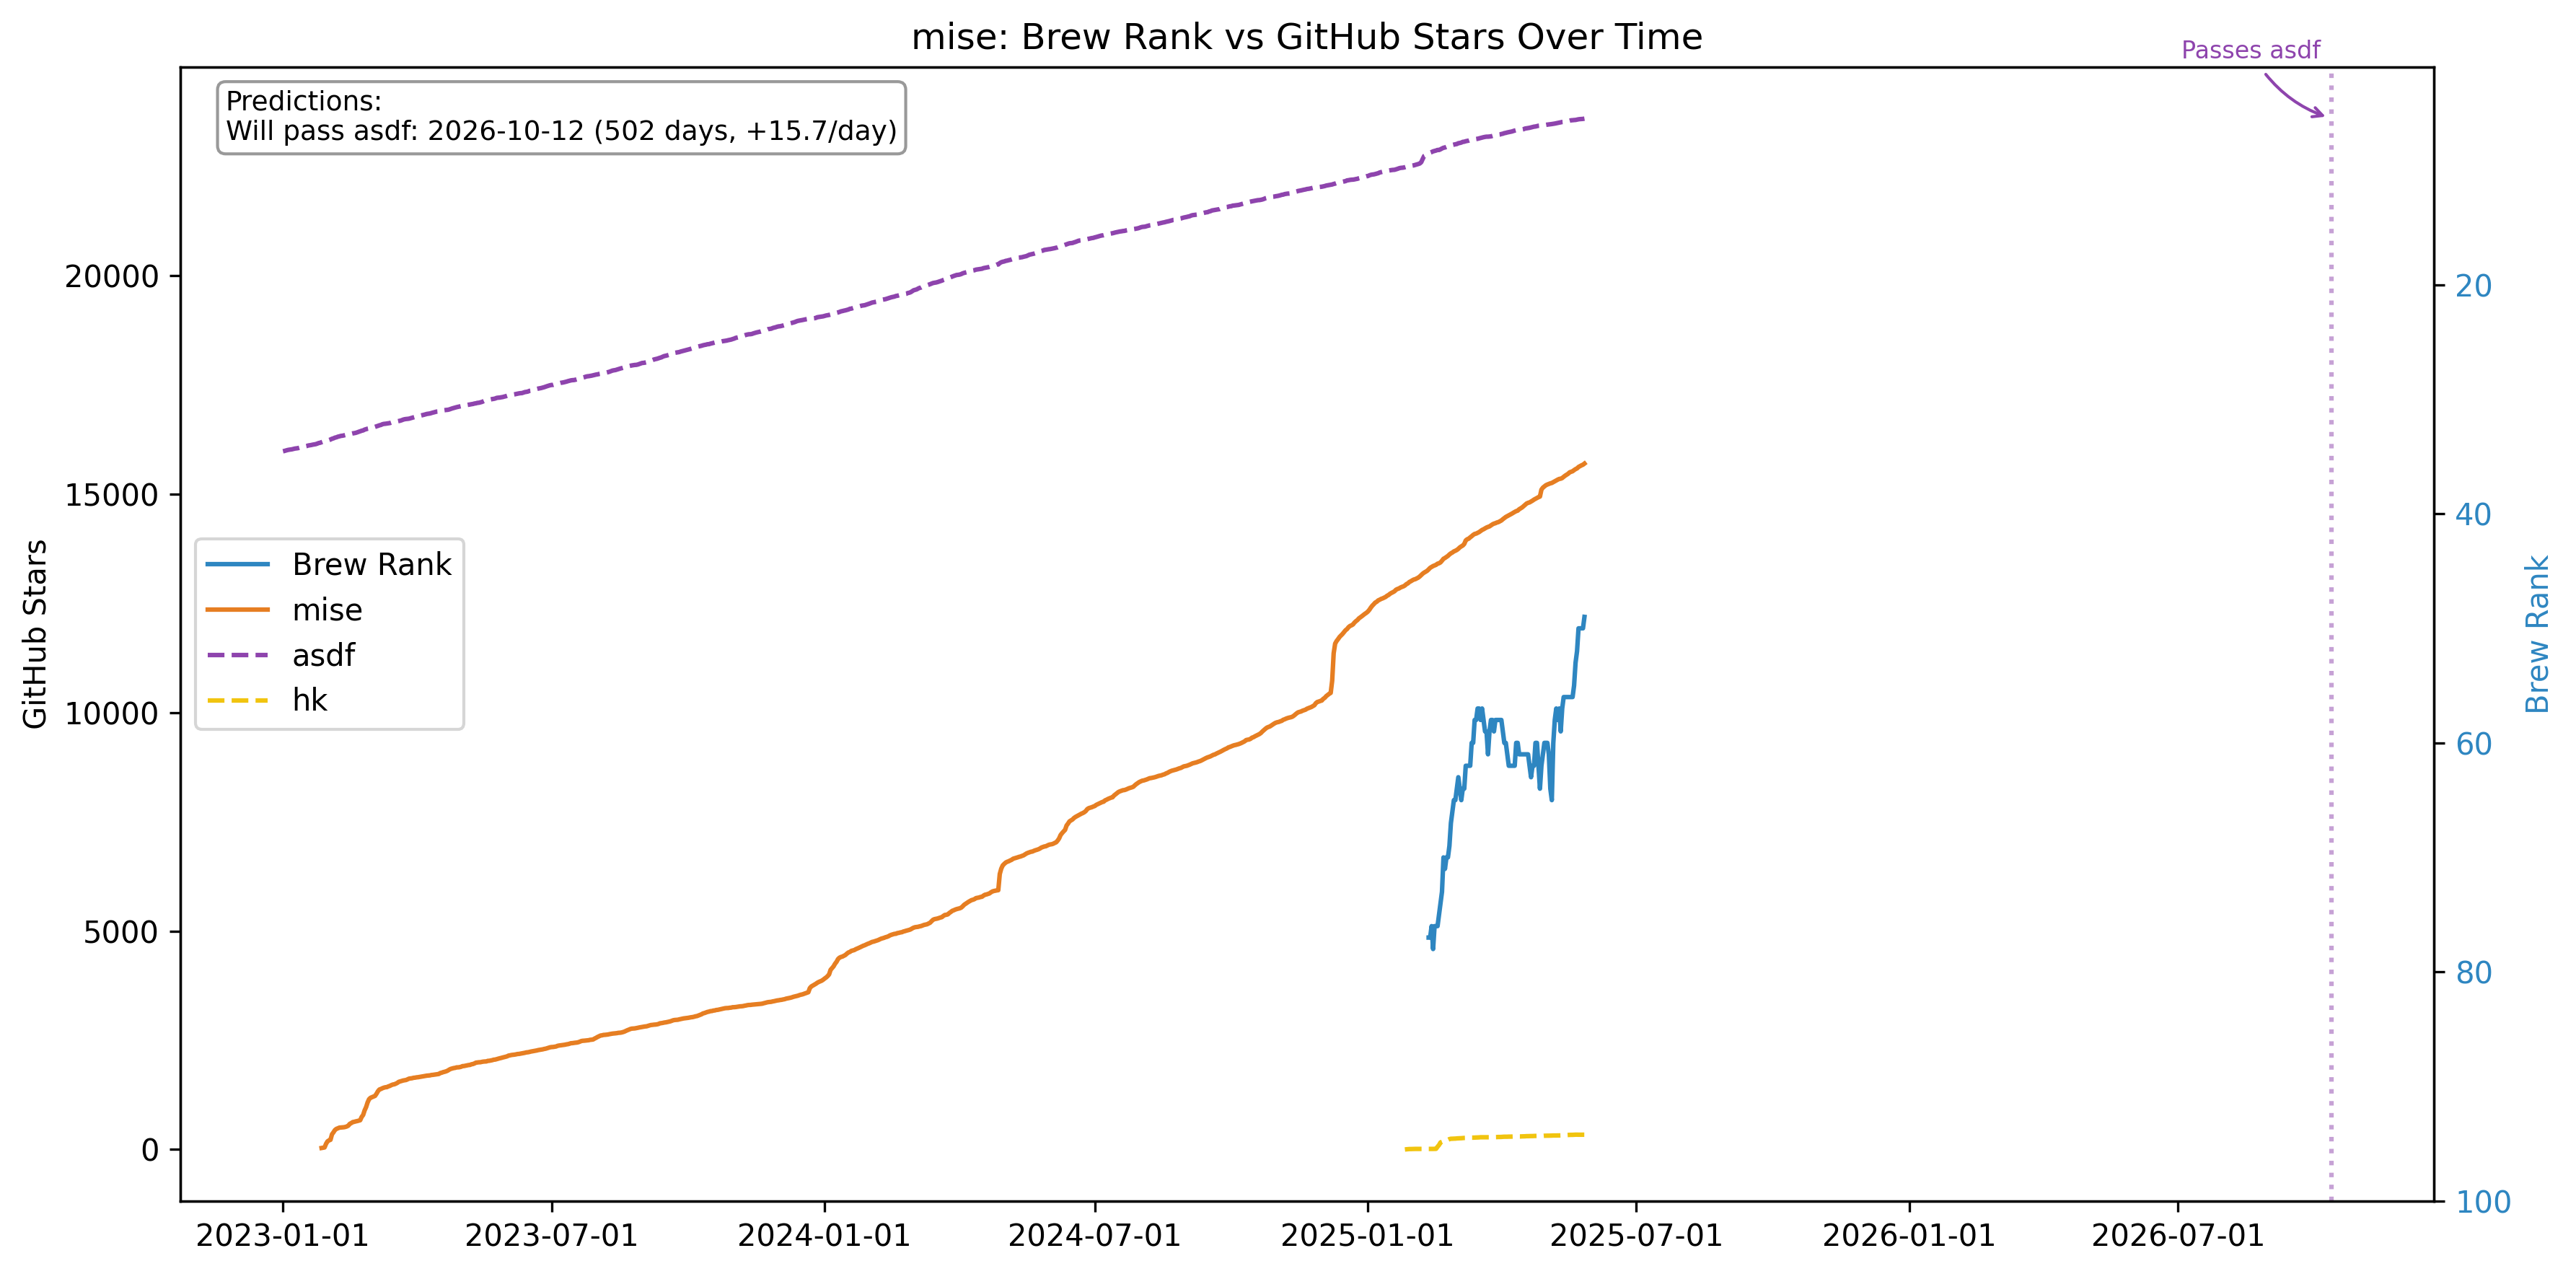 mise: Brew Rank vs GitHub Stars Over Time
Passes asdf
Predictions:
Will pass asdf: 2026-10-12 (502 days, +15.7/day)
GitHub Stars
20000
15000
10000
5000
0
Brew Rank
mise
asdf
hk
20
40
60
80
100
Brew Rank
2023-01-01
2023-07-01
2024-01-01
2024-07-01
2025-01-01
2025-07-01
2026-01-01
2026-07-01